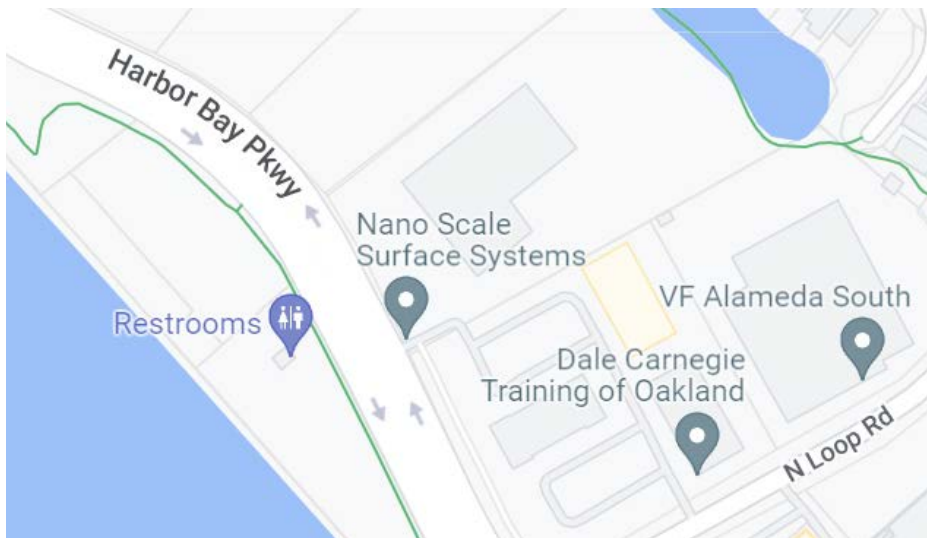 Harbor Bay Pkwy
Nano Scale
Surface Systems
Restrooms
VF Alameda South
Dale Carnegie
Training of Oakland
N Loop Rd